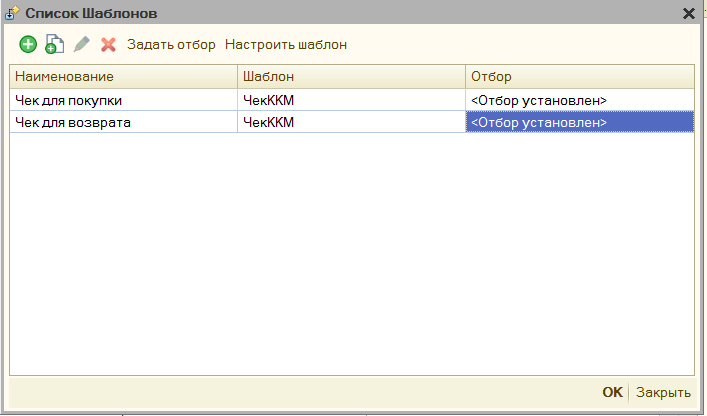 Список Шаблонов
Задать отбор Настроить шаблон
Наименование Шаблон Отбор
Чек для покупки ЧекККМ <Отбор установлен>
Чек для возврата ЧекККМ <Отбор установлен>
OK Закрыть